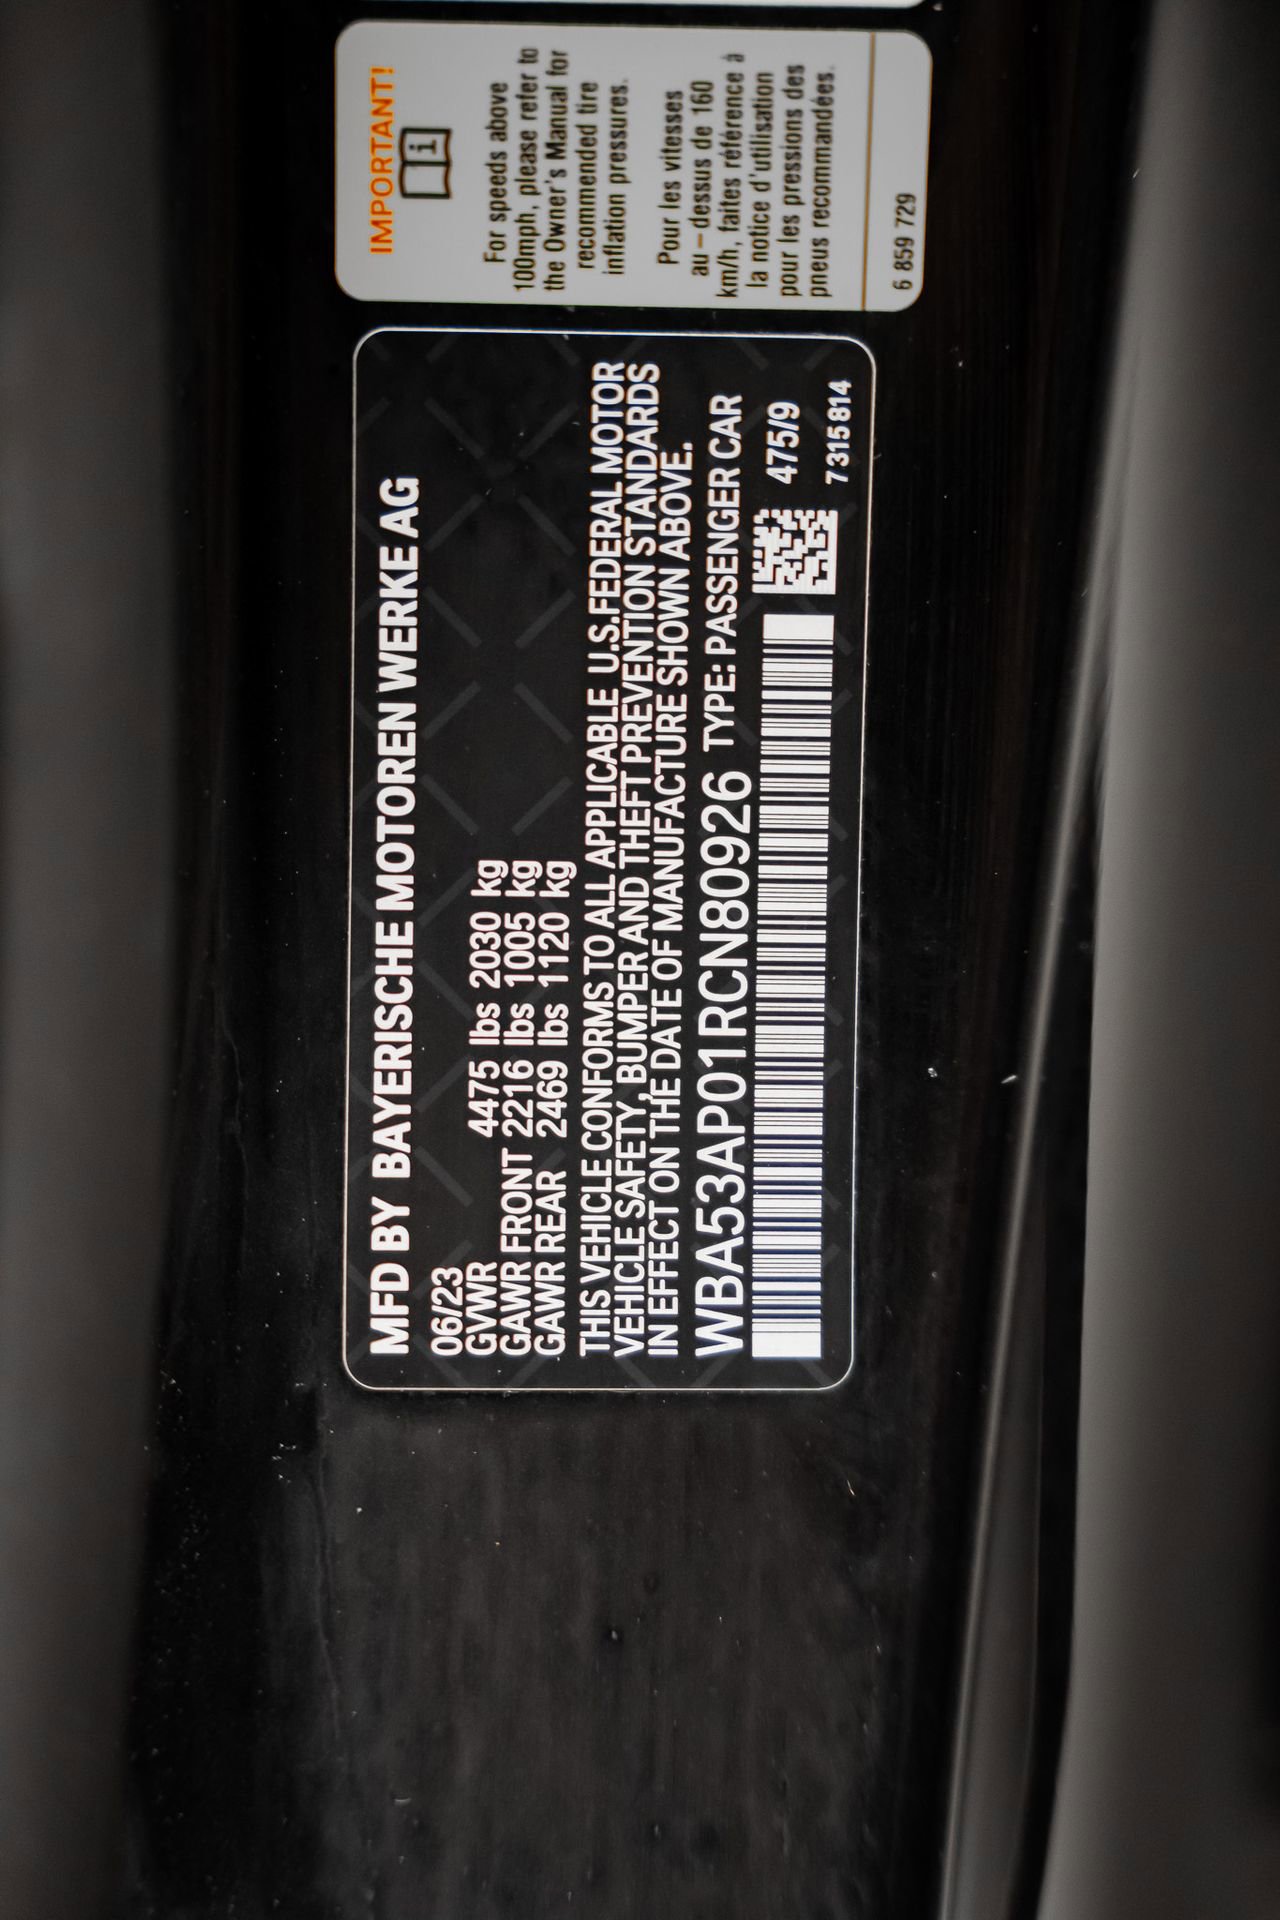 IMPORTANT!
For speeds above
100mph, please refer to
the Owner's Manual for
recommended tire
inflation pressures.
Pour les vitesses
au-dessus de 160
km/h, faites référence à
la notice d'utilisation
pour les pressions des
pneus recommandées.
6 859 729
MFD BY BAYERISCHE MOTOREN WERKE AG
06/23
GVWR 4475 lbs 2030 kg
GAWR FRONT 2216 lbs 1005 kg
GAWR REAR 2469 lbs 1120 kg
THIS VEHICLE CONFORMS TO ALL APPLICABLE U.S.FEDERAL MOTOR
VEHICLE SAFETY, BUMPER AND THEFT PREVENTION STANDARDS
IN EFFECT ON THE DATE OF MANUFACTURE SHOWN ABOVE.
WBA53AP01RCN80926 TYPE: PASSENGER CAR
475/9
7 315 814